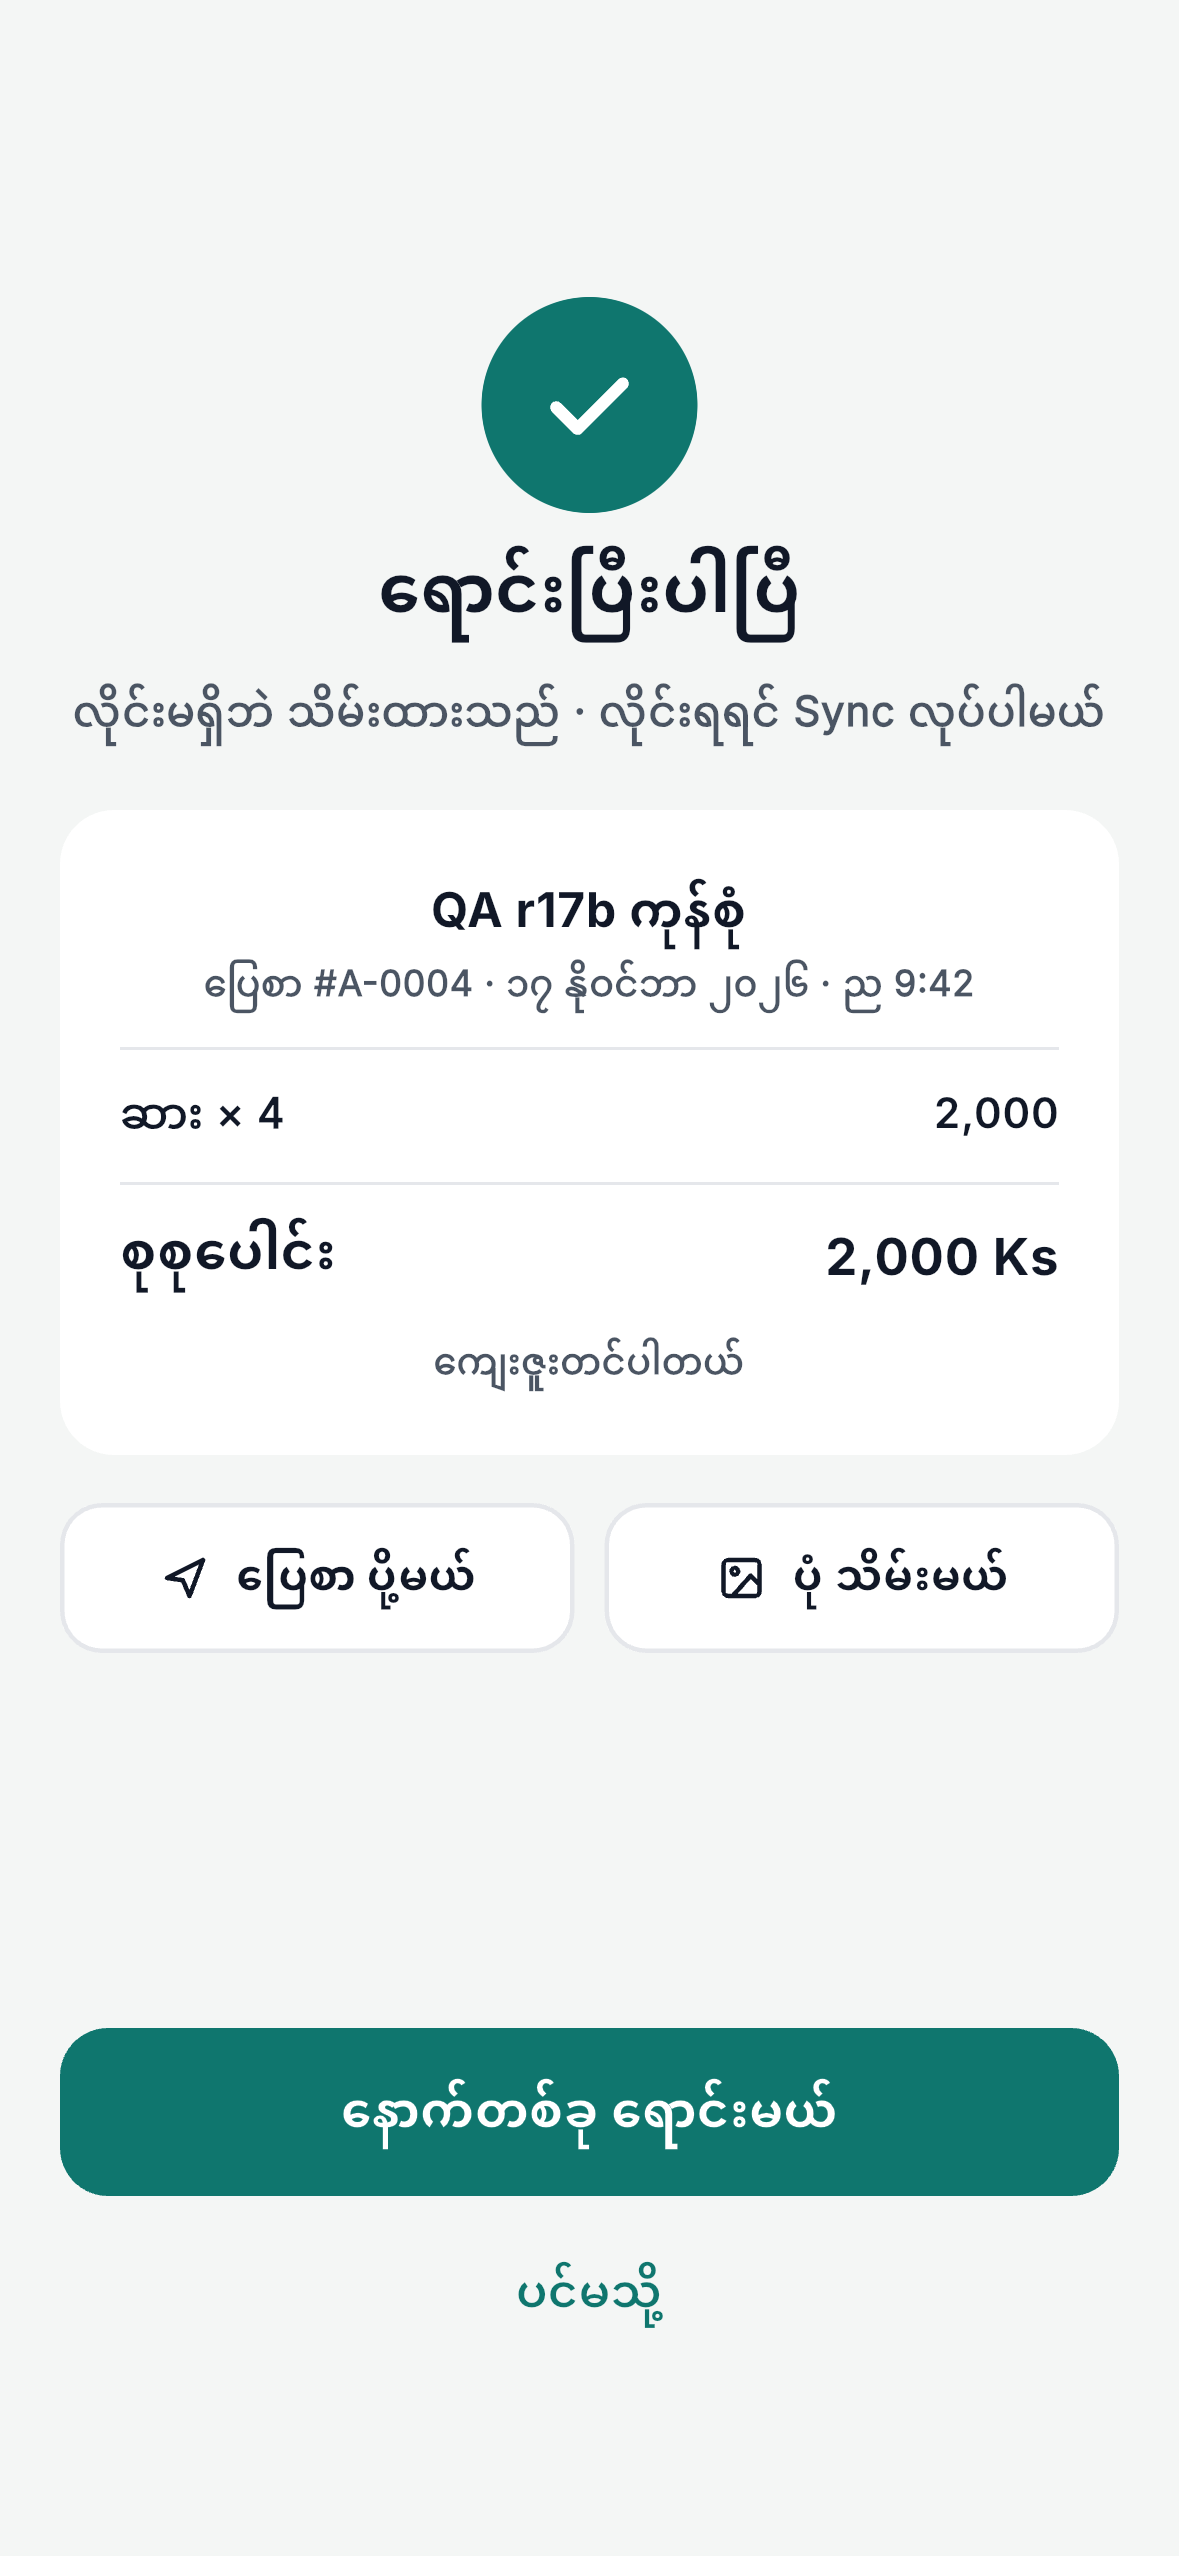 ရောင်းပြီးပါပြီ
လိုင်းမရှိဘဲ သိမ်းထားသည် · လိုင်းရရင် Sync လုပ်ပါမယ်
QA r17b ကုန်စုံ
ပြေစာ #A-0004 · ၁၇ နိုဝင်ဘာ ၂၀၂၆ · ည 9:42
ဆား × 4 2,000
စုစုပေါင်း 2,000 Ks
ကျေးဇူးတင်ပါတယ်
ပြေစာ ပို့မယ် ပုံ သိမ်းမယ်
နောက်တစ်ခု ရောင်းမယ်
ပင်မသို့